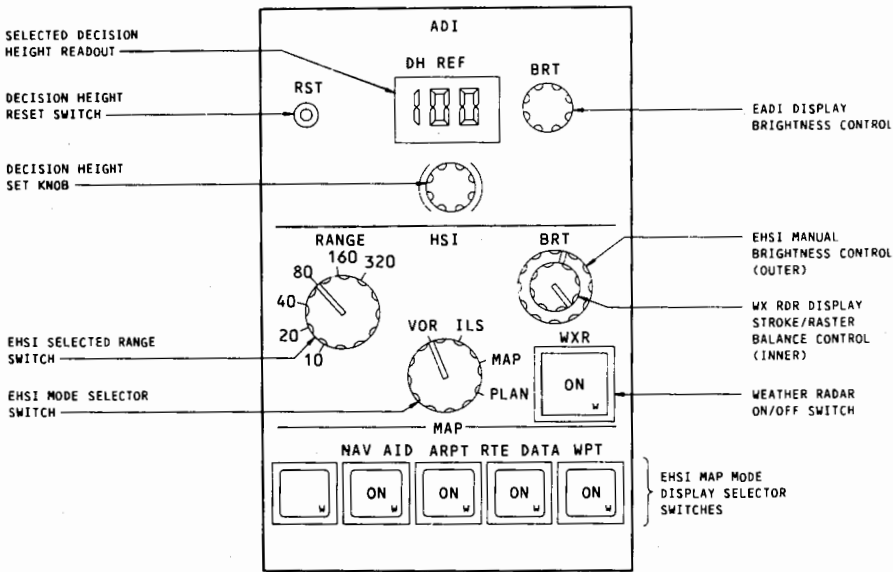 ADI
SELECTED DECISION
HEIGHT READOUT
DH REF
BRT
RST
100
DECISION HEIGHT
RESET SWITCH
EADI DISPLAY
BRIGHTNESS CONTROL
DECISION HEIGHT
SET KNOB
RANGE
HSI
BRT
160
320
80
40
20
10
EHSI MANUAL
BRIGHTNESS CONTROL
(OUTER)
WX RDR DISPLAY
STROKE/RASTER
BALANCE CONTROL
(INNER)
EHSI SELECTED RANGE
SWITCH
VOR
ILS
MAP
PLAN
WXR
ON
W
EHSI MODE SELECTOR
SWITCH
WEATHER RADAR
ON/OFF SWITCH
MAP
NAV AID
ARPT
RTE DATA
WPT
W
ON
W
ON
W
ON
W
ON
W
EHSI MAP MODE
DISPLAY SELECTOR
SWITCHES